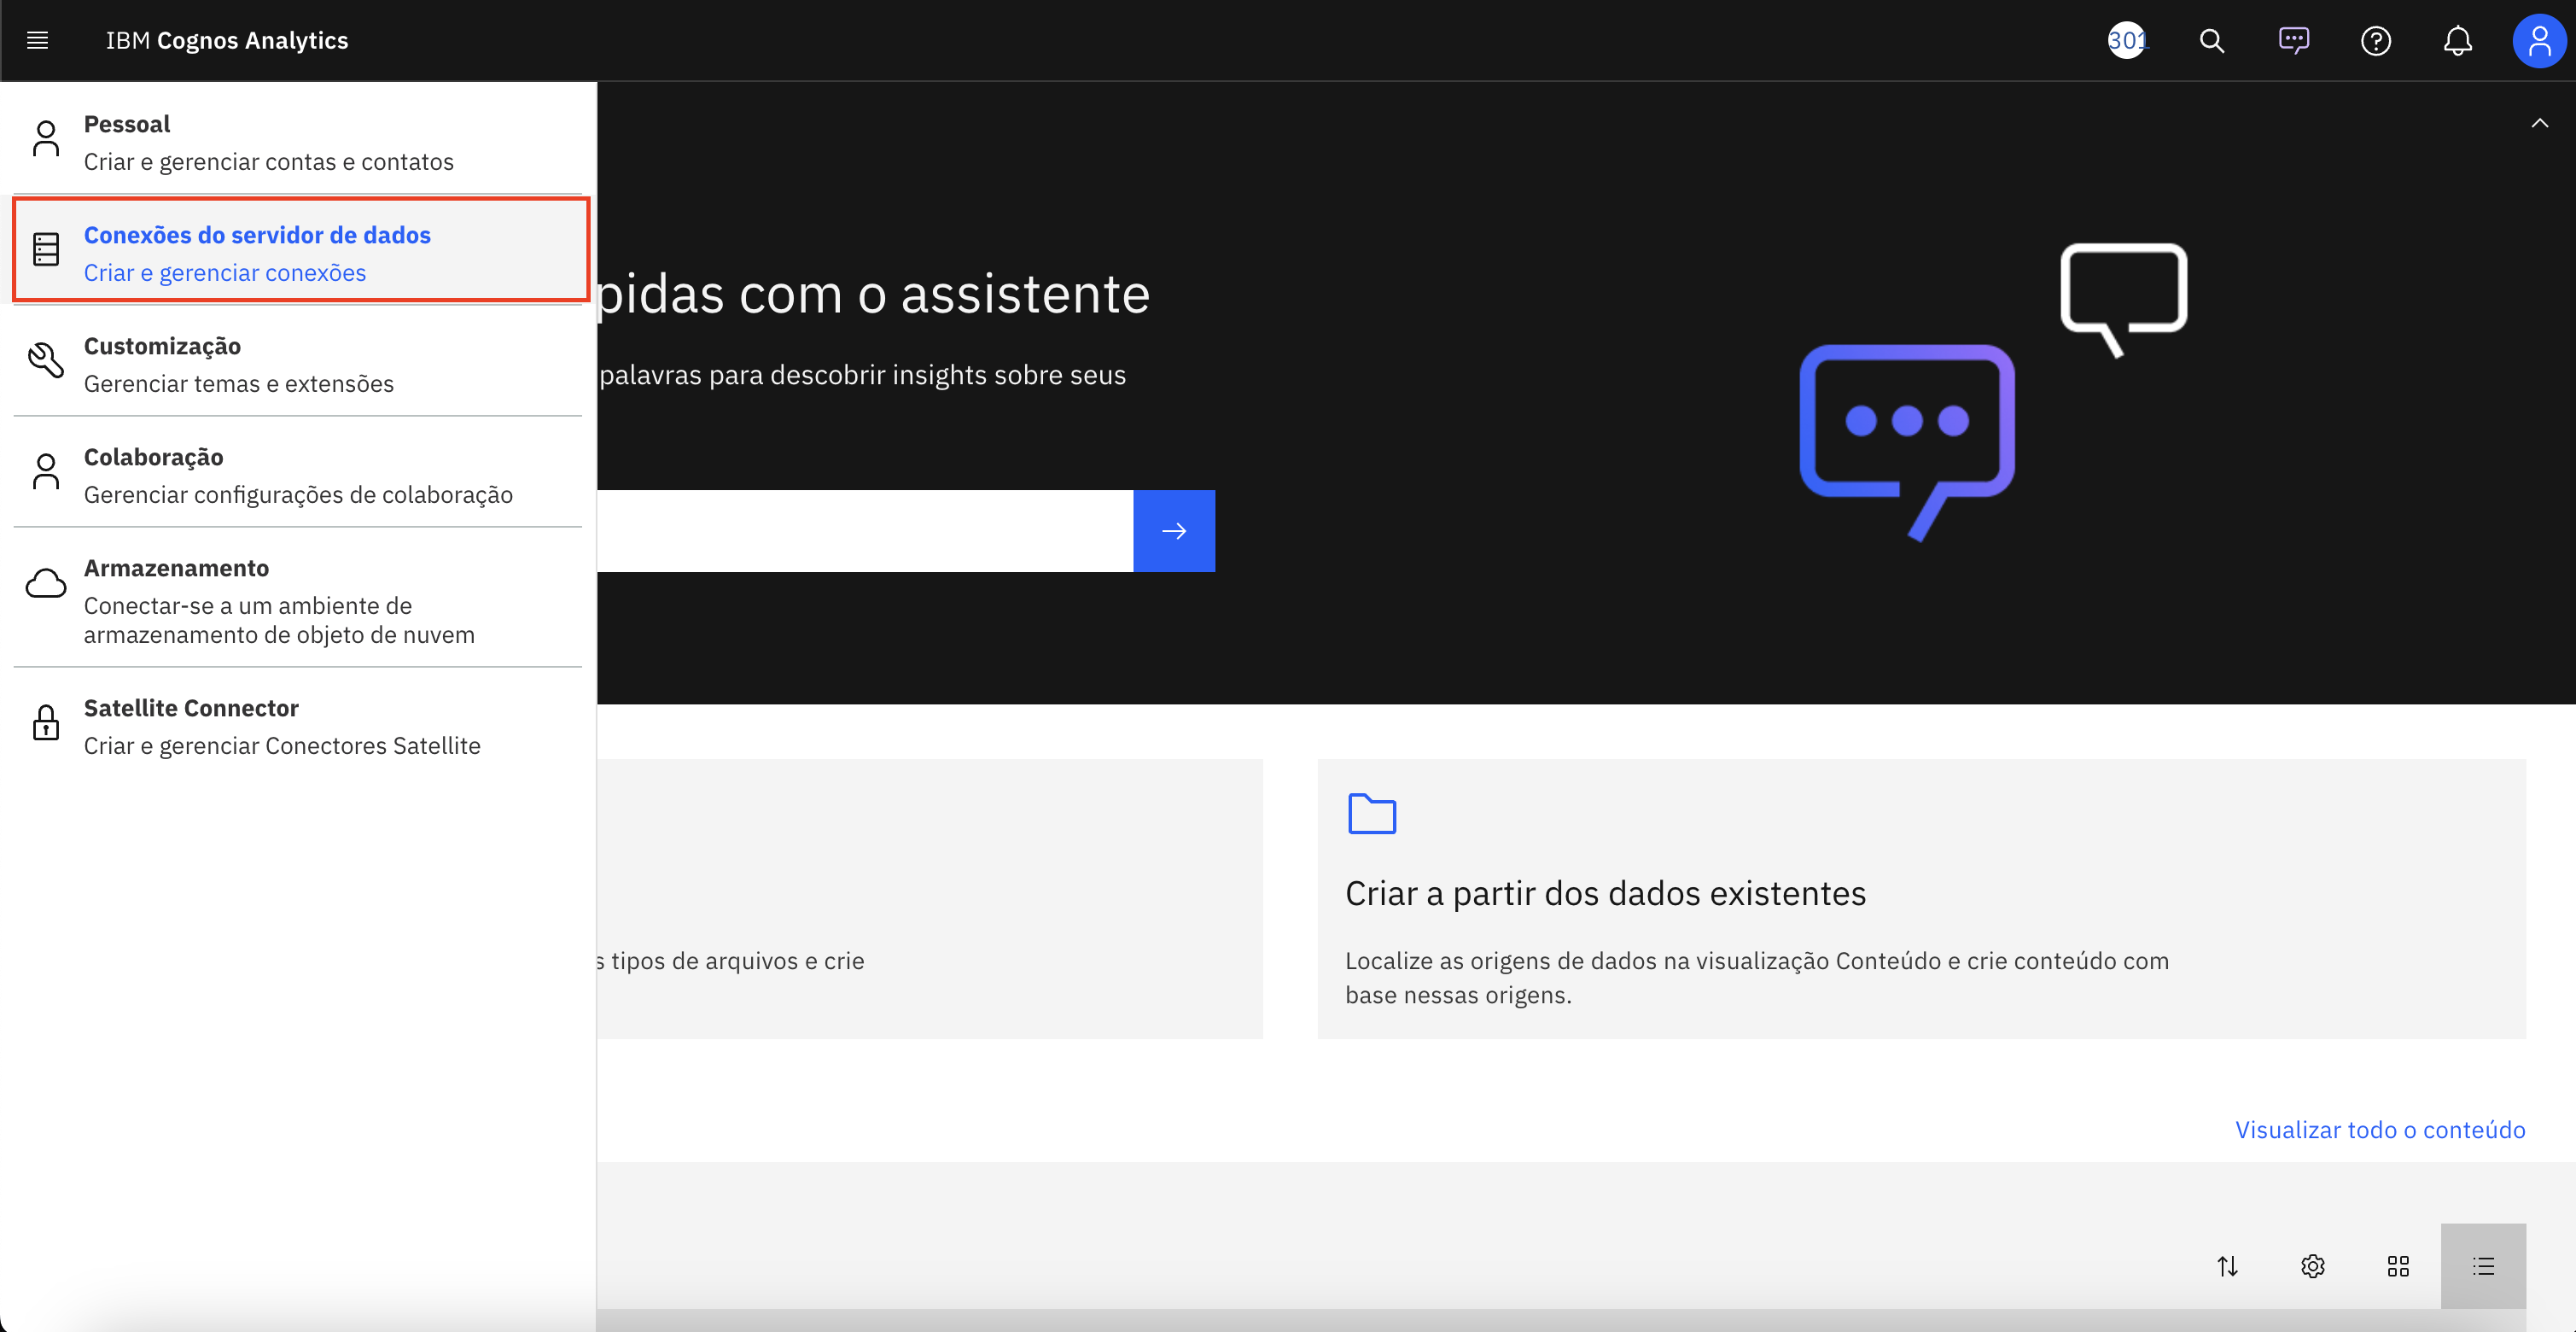 IBM Cognos Analytics
301
Pessoal
Criar e gerenciar contas e contatos
Conexões do servidor de dados
Criar e gerenciar conexões
Customização
Gerenciar temas e extensões
Colaboração
Gerenciar configurações de colaboração
Armazenamento
Conectar-se a um ambiente de
armazenamento de objeto de nuvem
Satellite Connector
Criar e gerenciar Conectores Satellite
pidas com o assistente
palavras para descobrir insights sobre seus
s tipos de arquivos e crie
Criar a partir dos dados existentes
Localize as origens de dados na visualização Conteúdo e crie conteúdo com
base nessas origens.
Visualizar todo o conteúdo